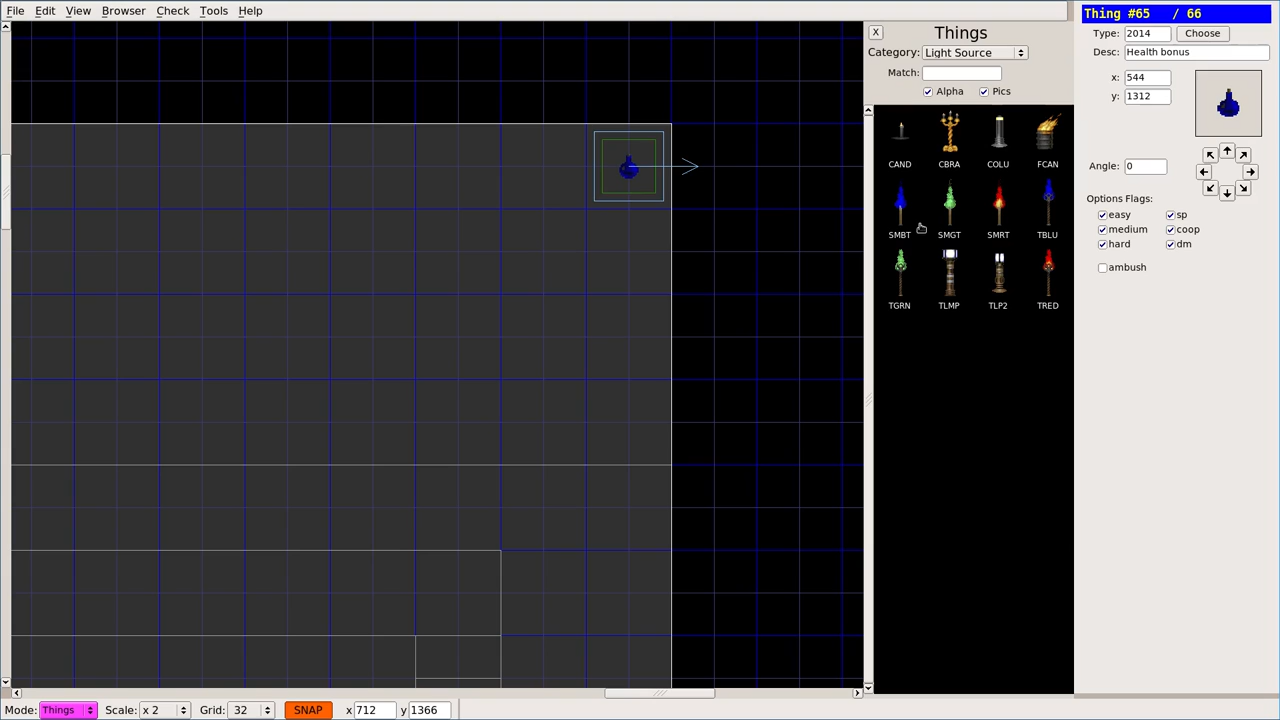 File Edit View Browser Check Tools Help
X Things
Category: Light Source
Match:
Alpha Pics
CAND CBRA COLU FCAN
SMBT SMGT SMRT TBLU
TGRN TLMP TLP2 TRED
Thing #65 / 66
Type: 2014 Choose
Desc: Health bonus
x: 544
y: 1312
Angle: 0
Options Flags:
easy sp
medium coop
hard dm
ambush
Mode: Things Scale: x 2 Grid: 32 SNAP x 712 y 1366